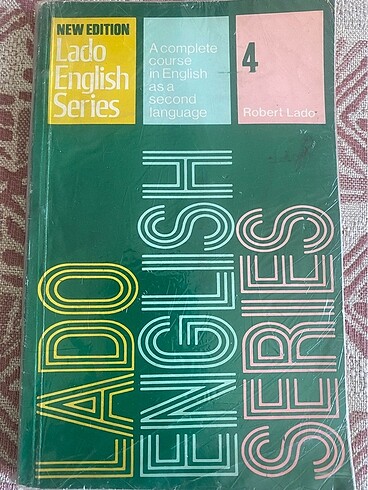 NEW EDITION
Lado
English
Series
A complete
course
in English
as a
second
language
4
Robert Lado
LADO
ENGLISH
SERIES